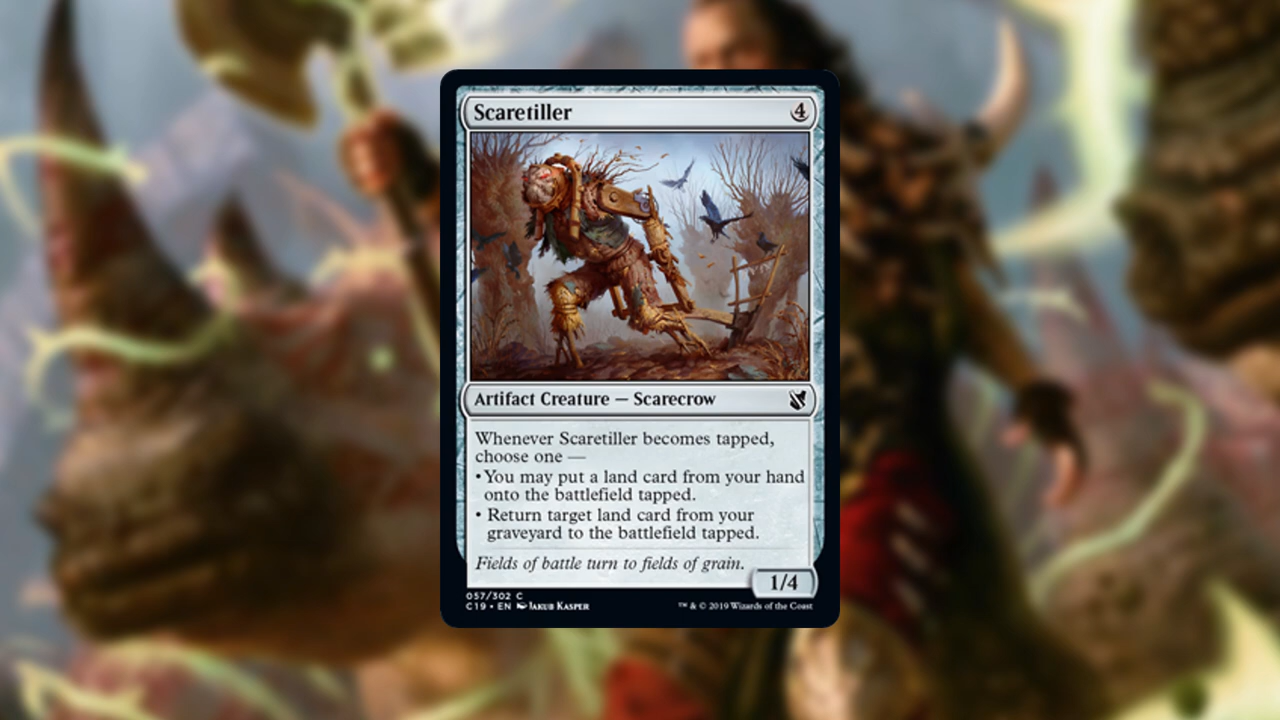 Scaretiller 4
Artifact Creature — Scarecrow
Whenever Scaretiller becomes tapped,
choose one —
•You may put a land card from your hand
onto the battlefield tapped.
• Return target land card from your
graveyard to the battlefield tapped.
Fields of battle turn to fields of grain.
1/4
057/302 C
C19 • EN Jakub Kasper ™ & © 2019 Wizards of the Coast